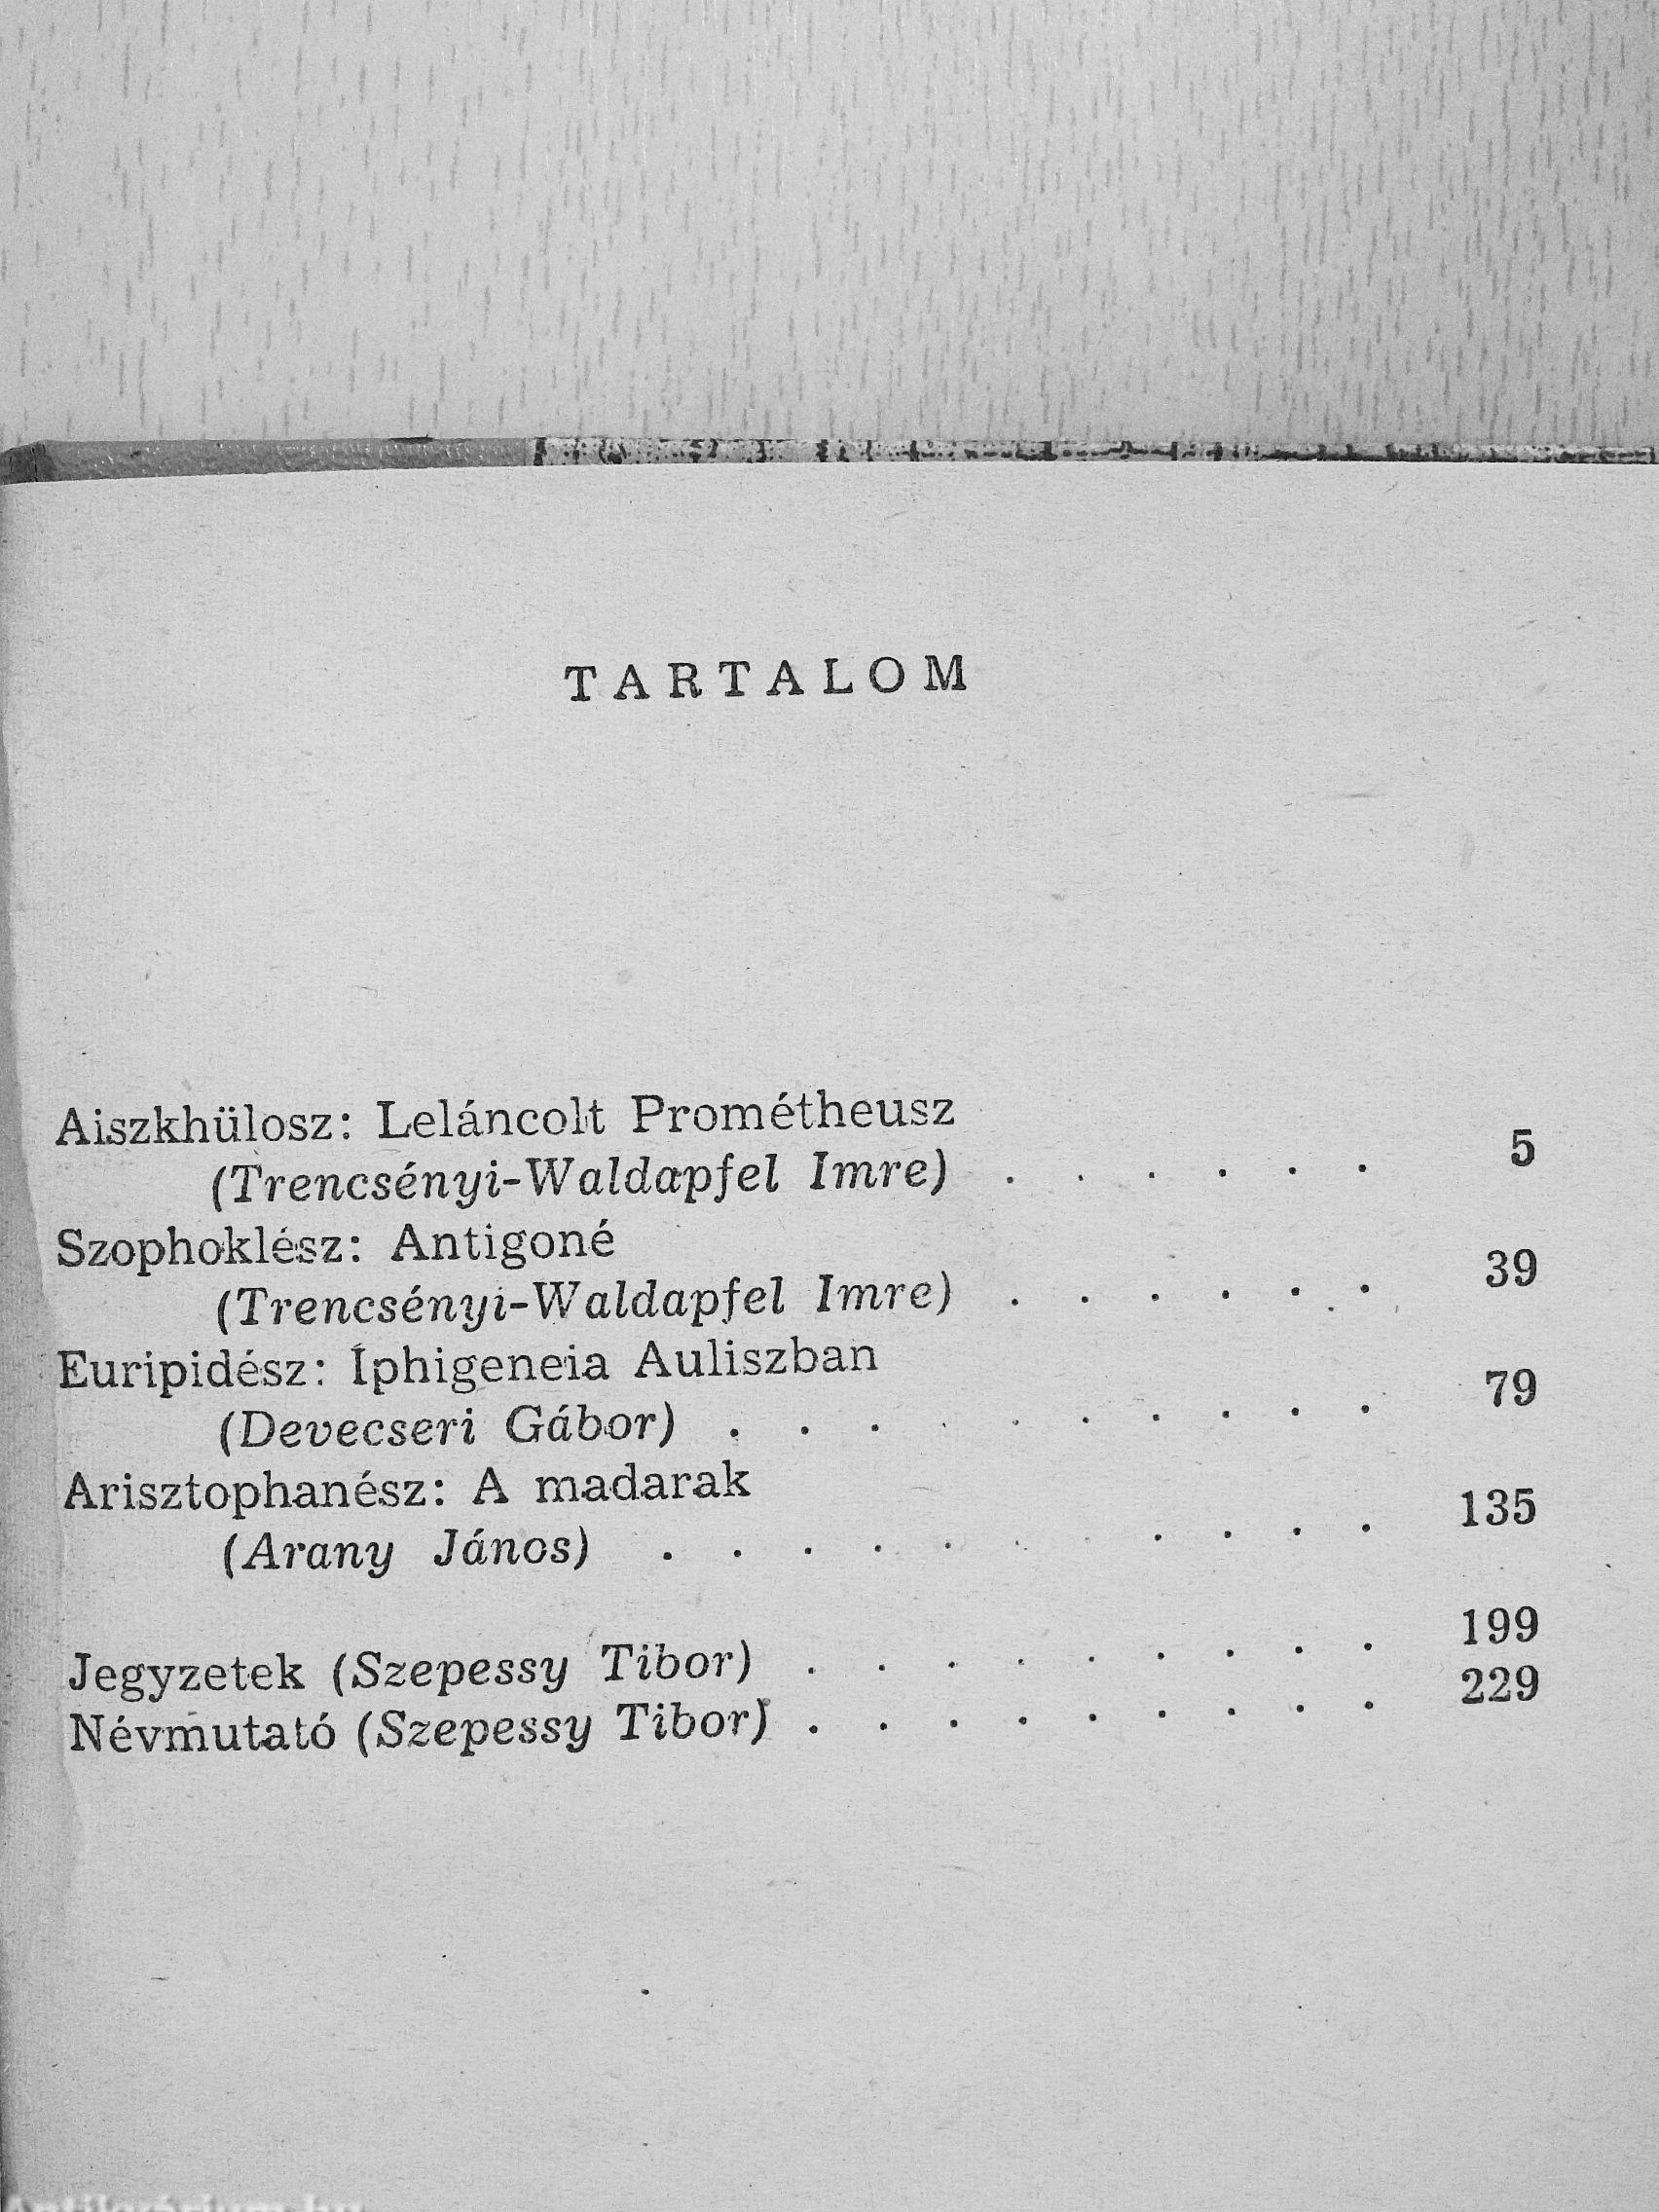 TARTALOM
Aiszkhülosz: Leláncolt Prométheusz
(Trencsényi-Waldapfel Imre) . . . . . . 5
Szophoklész: Antigoné
(Trencsényi-Waldapfel Imre) . . . . . . 39
Euripidész: Íphigeneia Auliszban
(Devecseri Gábor) . . . . . . . . . . 79
Arisztophanész: A madarak
(Arany János) . . . . . . . . . . 135
Jegyzetek (Szepessy Tibor) . . . . . . . . . 199
Névmutató (Szepessy Tibor) . . . . . . . . . 229